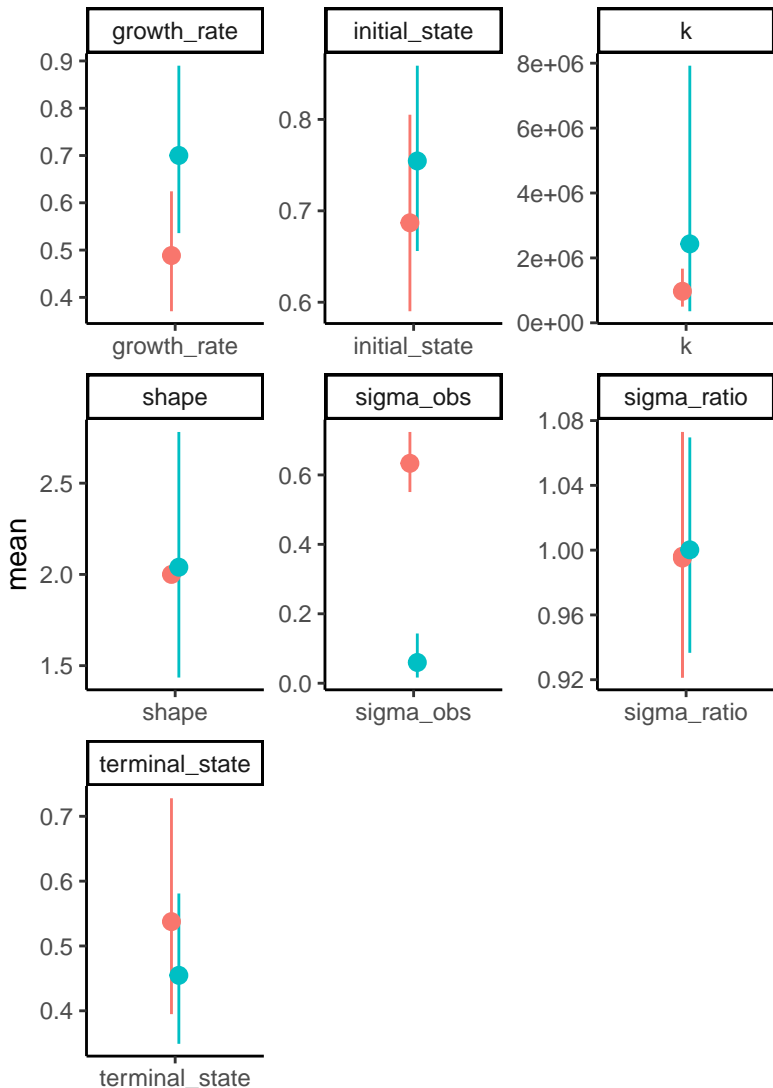 growth_rate
initial_state
k
0.9
0.8
0.7
0.6
0.5
0.4
0.8
0.7
0.6
8e+06
6e+06
4e+06
2e+06
0e+00
growth_rate
initial_state
k
shape
sigma_obs
sigma_ratio
mean
2.5
2.0
1.5
0.6
0.4
0.2
0.0
1.08
1.04
1.00
0.96
0.92
shape
sigma_obs
sigma_ratio
terminal_state
0.7
0.6
0.5
0.4
terminal_state